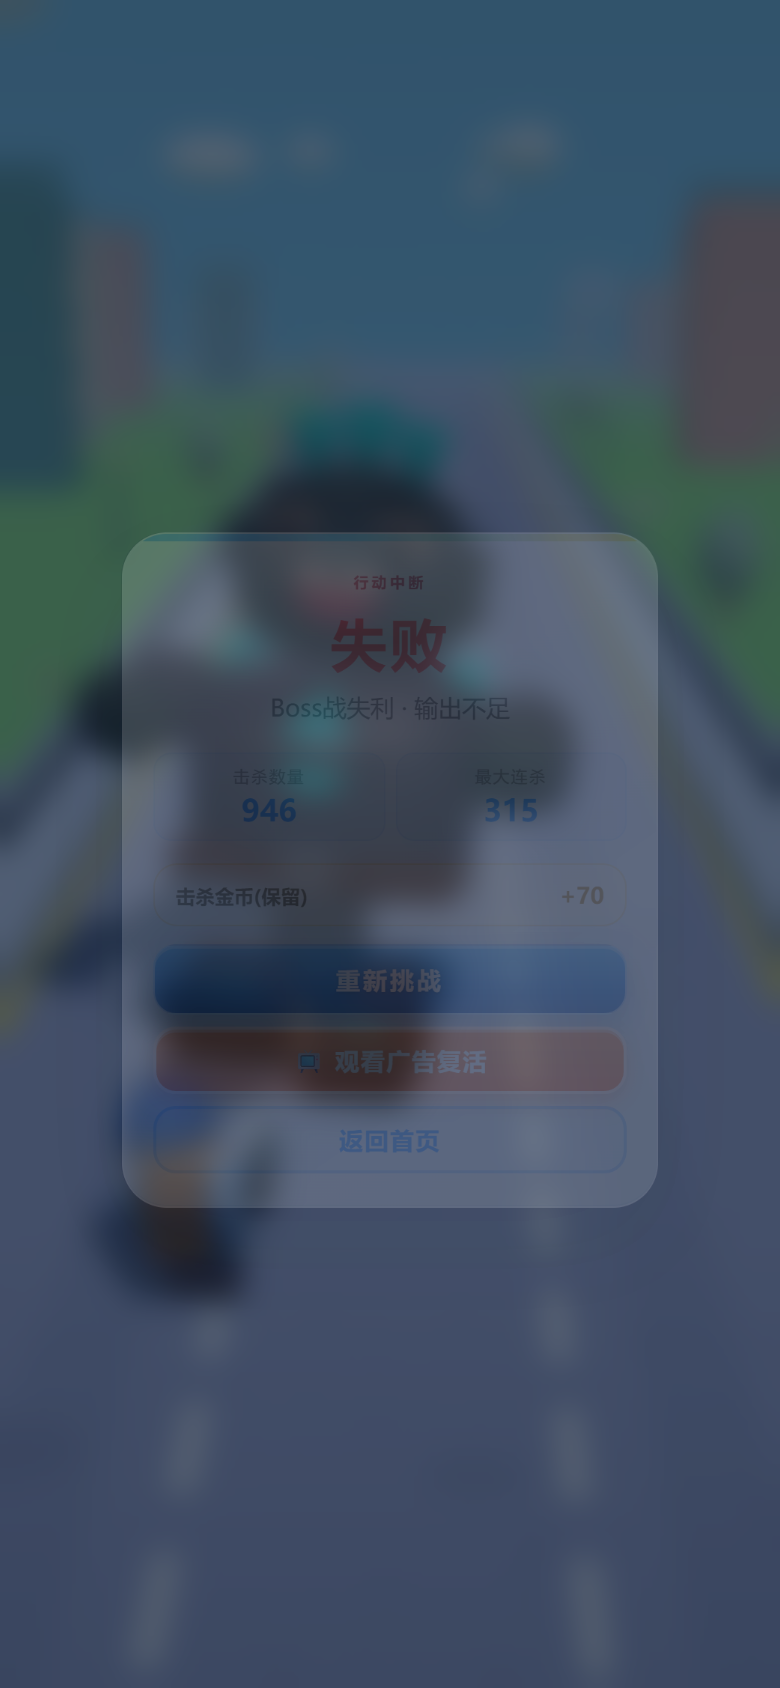 行动中断
失败
Boss战失利 · 输出不足
击杀数量
946
最大连杀
315
击杀金币(保留) +70
重新挑战
观看广告复活
返回首页